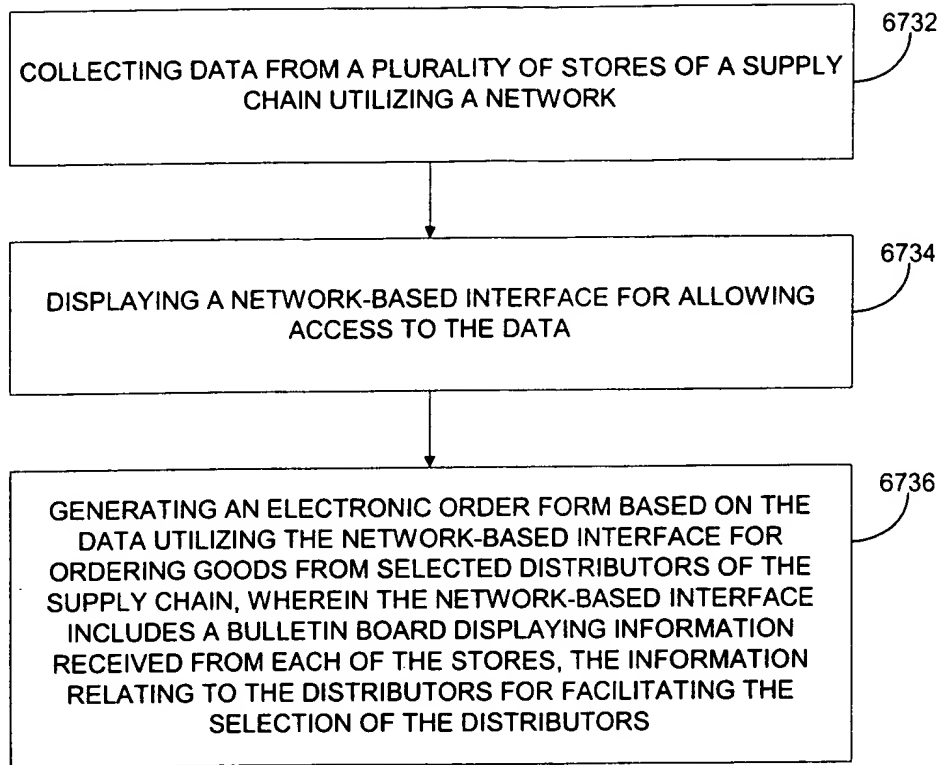 6732
COLLECTING DATA FROM A PLURALITY OF STORES OF A SUPPLY
CHAIN UTILIZING A NETWORK
6734
DISPLAYING A NETWORK-BASED INTERFACE FOR ALLOWING
ACCESS TO THE DATA
6736
GENERATING AN ELECTRONIC ORDER FORM BASED ON THE
DATA UTILIZING THE NETWORK-BASED INTERFACE FOR
ORDERING GOODS FROM SELECTED DISTRIBUTORS OF THE
SUPPLY CHAIN, WHEREIN THE NETWORK-BASED INTERFACE
INCLUDES A BULLETIN BOARD DISPLAYING INFORMATION
RECEIVED FROM EACH OF THE STORES, THE INFORMATION
RELATING TO THE DISTRIBUTORS FOR FACILITATING THE
SELECTION OF THE DISTRIBUTORS